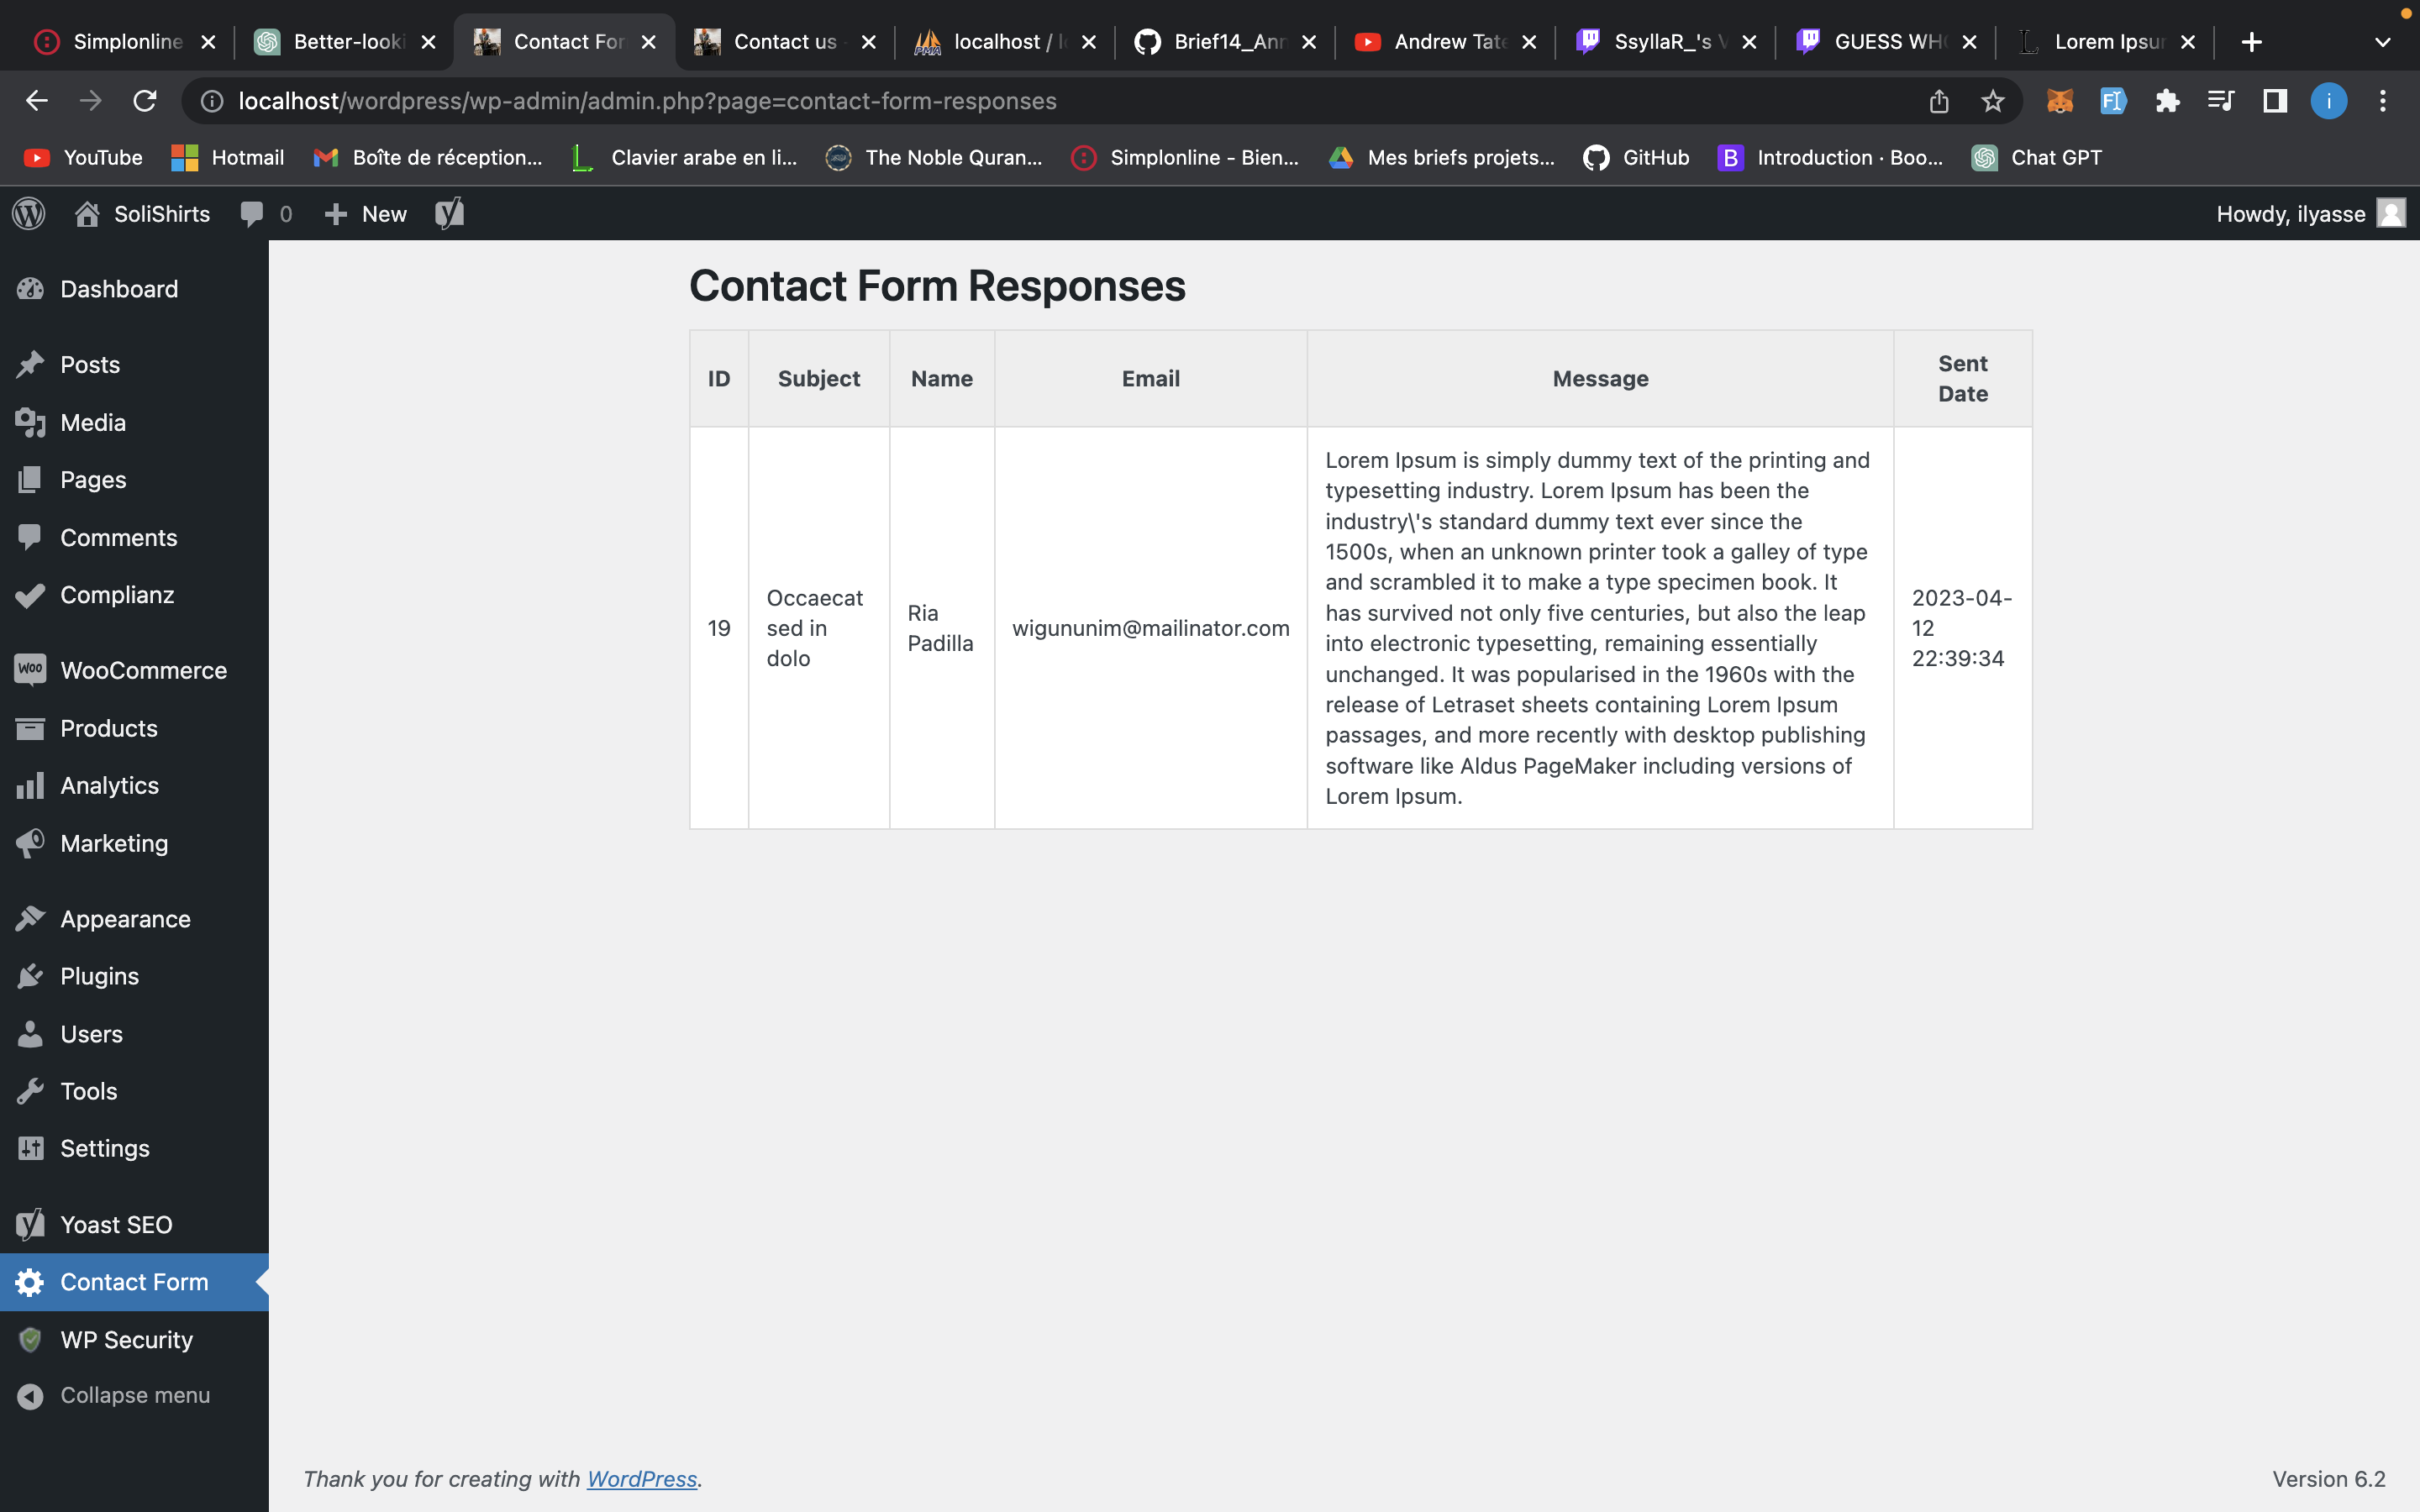 Simplonline
Better-looki
Contact For
Contact us
localhost / l
Brief14_Ann
Andrew Tate
SsyllaR_'s V
GUESS WHO
Lorem Ipsum
localhost/wordpress/wp-admin/admin.php?page=contact-form-responses
YouTube
Hotmail
Boîte de réception...
Clavier arabe en li...
The Noble Quran...
Simplonline - Bien...
Mes briefs projets...
GitHub
Introduction · Boo...
Chat GPT
SoliShirts
0
New
Howdy, ilyasse
Dashboard
Posts
Media
Pages
Comments
Complianz
WooCommerce
Products
Analytics
Marketing
Appearance
Plugins
Users
Tools
Settings
Yoast SEO
Contact Form
WP Security
Collapse menu
Contact Form Responses
ID
Subject
Name
Email
Message
Sent
Date
19
Occaecat
sed in
dolo
Ria
Padilla
wigununim@mailinator.com
Lorem Ipsum is simply dummy text of the printing and
typesetting industry. Lorem Ipsum has been the
industry\'s standard dummy text ever since the
1500s, when an unknown printer took a galley of type
and scrambled it to make a type specimen book. It
has survived not only five centuries, but also the leap
into electronic typesetting, remaining essentially
unchanged. It was popularised in the 1960s with the
release of Letraset sheets containing Lorem Ipsum
passages, and more recently with desktop publishing
software like Aldus PageMaker including versions of
Lorem Ipsum.
2023-04-
12
22:39:34
Thank you for creating with WordPress.
Version 6.2